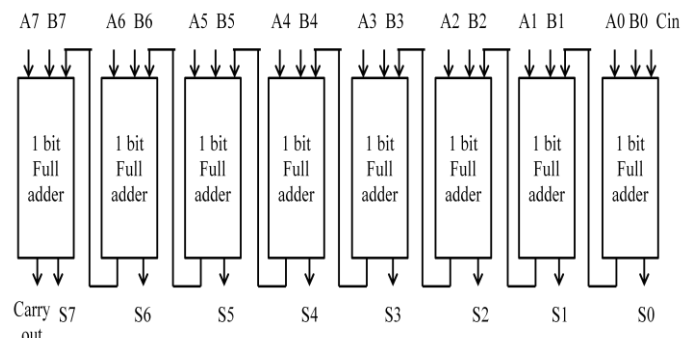 A7 B7 A6 B6 A5 B5 A4 B4 A3 B3 A2 B2 A1 B1 A0 B0 Cin
1 bit Full adder
1 bit Full adder
1 bit Full adder
1 bit Full adder
1 bit Full adder
1 bit Full adder
1 bit Full adder
1 bit Full adder
Carry out S7 S6 S5 S4 S3 S2 S1 S0